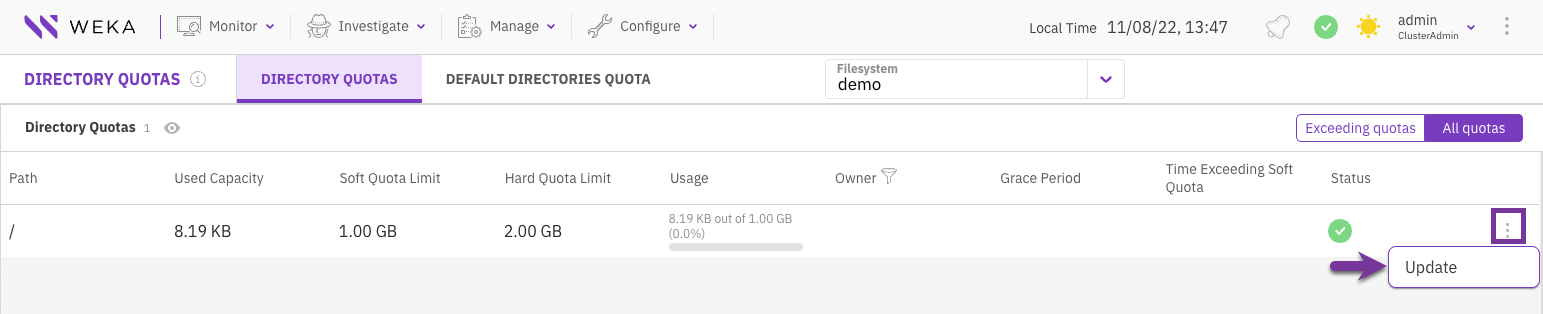 WEKA Monitor Investigate Manage Configure Local Time 11/08/22, 13:47 admin
ClusterAdmin
DIRECTORY QUOTAS DIRECTORY QUOTAS DEFAULT DIRECTORIES QUOTA Filesystem
demo
Directory Quotas 1 Exceeding quotas All quotas
Path Used Capacity Soft Quota Limit Hard Quota Limit Usage Owner Grace Period Time Exceeding Soft
Quota Status
/ 8.19 KB 1.00 GB 2.00 GB 8.19 KB out of 1.00 GB
(0.0%)
Update